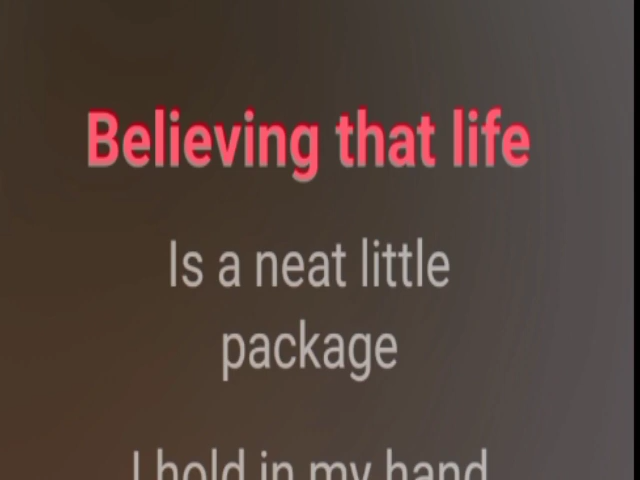 Believing that life
Is a neat little
package
I hold in my hand